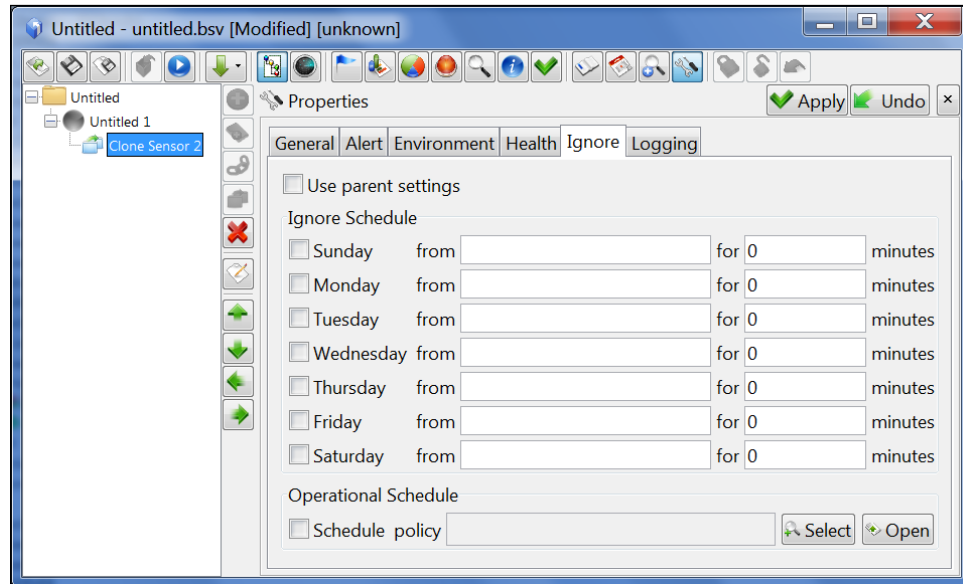 Untitled - untitled.bsv [Modified] [unknown]
Untitled
Untitled 1
Clone Sensor 2
Properties
Apply Undo
General Alert Environment Health Ignore Logging
Use parent settings
Ignore Schedule
Sunday from for 0 minutes
Monday from for 0 minutes
Tuesday from for 0 minutes
Wednesday from for 0 minutes
Thursday from for 0 minutes
Friday from for 0 minutes
Saturday from for 0 minutes
Operational Schedule
Schedule policy Select Open